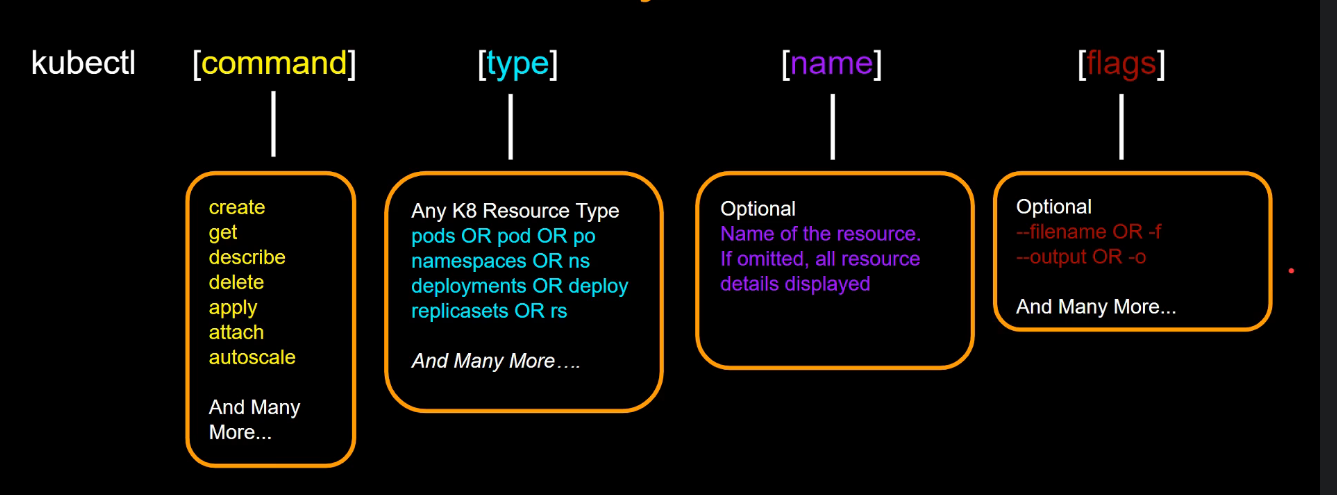 kubectl [command] [type] [name] [flags]
create
get
describe
delete
apply
attach
autoscale
And Many
More...
Any K8 Resource Type
pods OR pod OR po
namespaces OR ns
deployments OR deploy
replicasets OR rs
And Many More....
Optional
Name of the resource.
If omitted, all resource
details displayed
Optional
--filename OR -f
--output OR -o
And Many More...